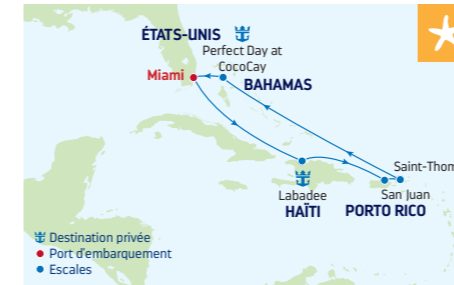 ÉTATS-UNIS
Perfect Day at
CocoCay
Miami
BAHAMAS
Saint-Thom
Labadee
San Juan
HAÏTI
PORTO RICO
Destination privée
Port d'embarquement
Escales